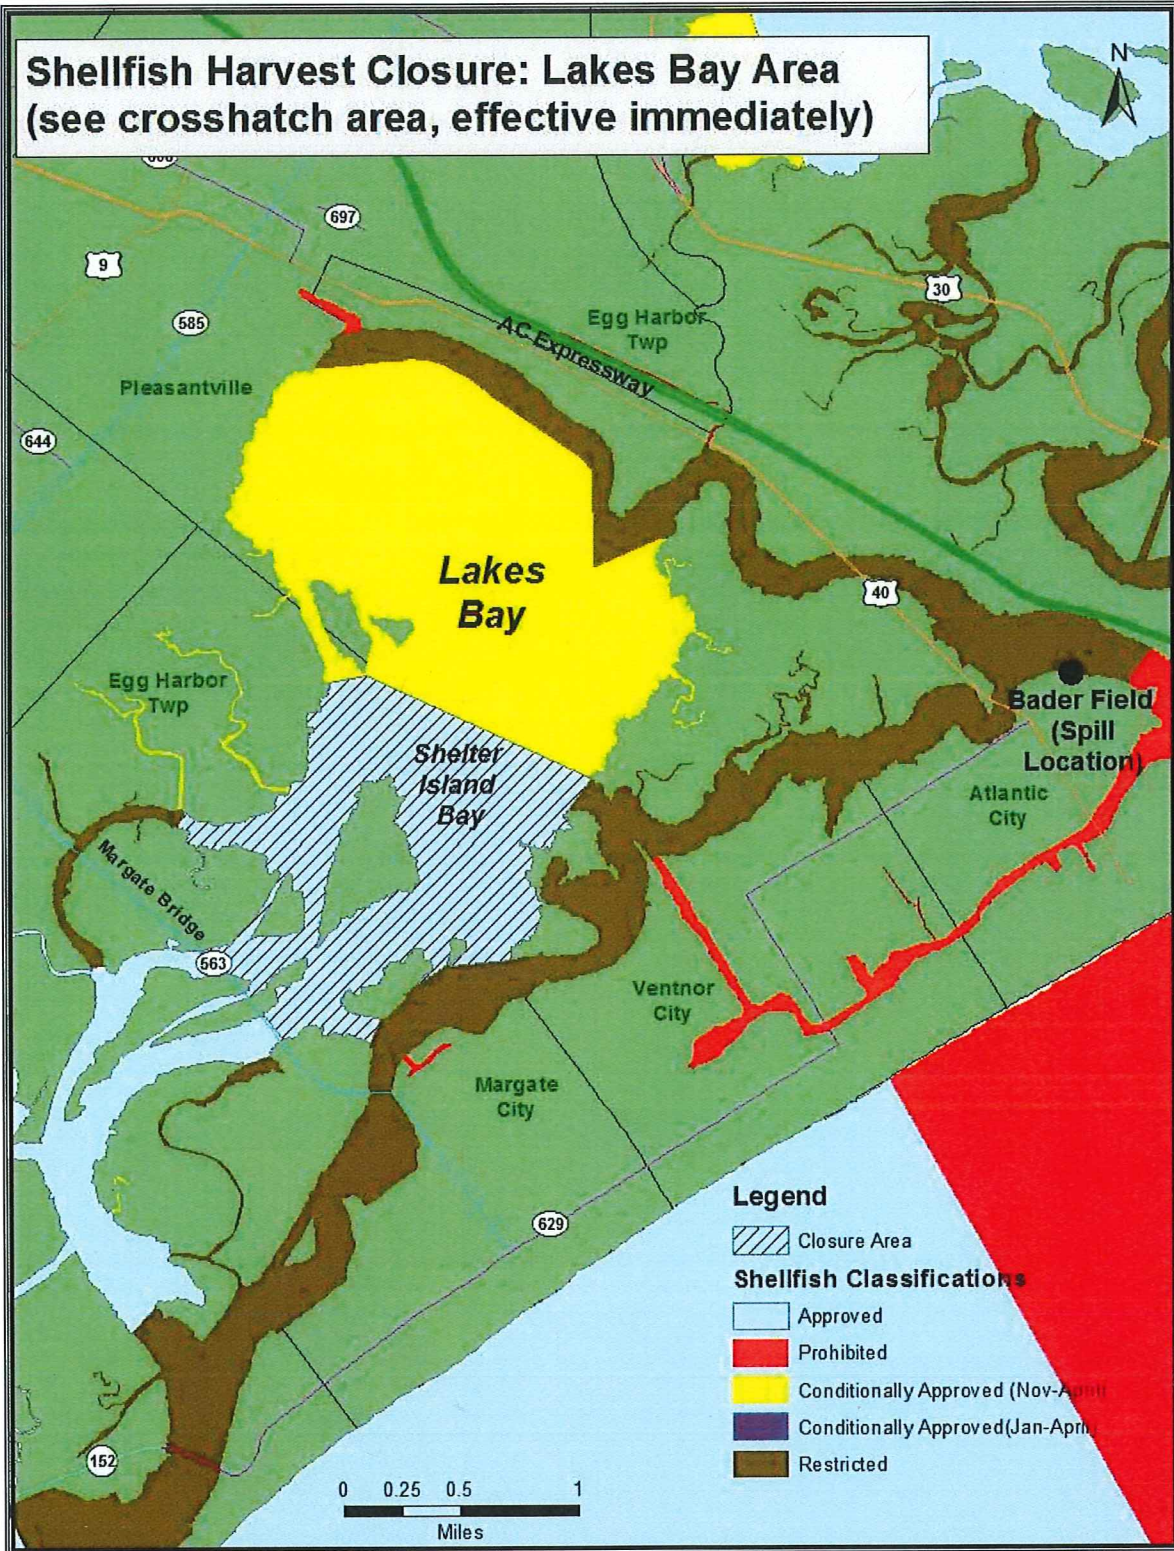 Shellfish Harvest Closure: Lakes Bay Area
(see crosshatch area, effective immediately)
N
697
9
30
585
Egg Harbor
Twp
AC Expressway
Pleasantville
644
Lakes
Bay
40
Egg Harbor
Twp
Bader Field
(Spill
Location)
Shelter
Island
Bay
Atlantic
City
Margate Bridge
563
Ventnor
City
Margate
City
629
152
Legend
Closure Area
Shellfish Classifications
Approved
Prohibited
Conditionally Approved (Nov-April)
Conditionally Approved(Jan-April)
Restricted
0 0.25 0.5 1
Miles